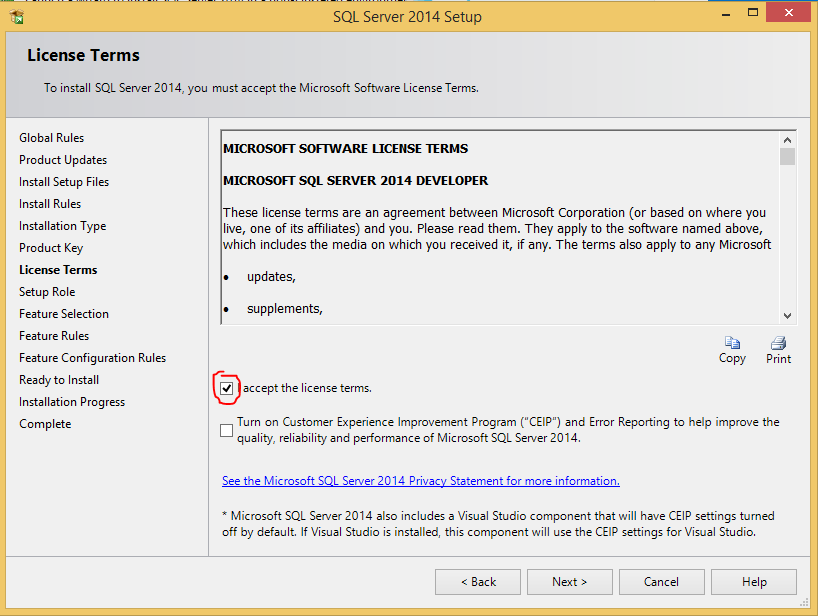 SQL Server 2014 Setup
License Terms
To install SQL Server 2014, you must accept the Microsoft Software License Terms.
Global Rules
Product Updates
Install Setup Files
Install Rules
Installation Type
Product Key
License Terms
Setup Role
Feature Selection
Feature Rules
Feature Configuration Rules
Ready to Install
Installation Progress
Complete
MICROSOFT SOFTWARE LICENSE TERMS
MICROSOFT SQL SERVER 2014 DEVELOPER
These license terms are an agreement between Microsoft Corporation (or based on where you
live, one of its affiliates) and you. Please read them. They apply to the software named above,
which includes the media on which you received it, if any. The terms also apply to any Microsoft
• updates,
• supplements,
Copy
Print
I accept the license terms.
Turn on Customer Experience Improvement Program ("CEIP") and Error Reporting to help improve the
quality, reliability and performance of Microsoft SQL Server 2014.
See the Microsoft SQL Server 2014 Privacy Statement for more information.
* Microsoft SQL Server 2014 also includes a Visual Studio component that will have CEIP settings turned
off by default. If Visual Studio is installed, this component will use the CEIP settings for Visual Studio.
< Back
Next >
Cancel
Help